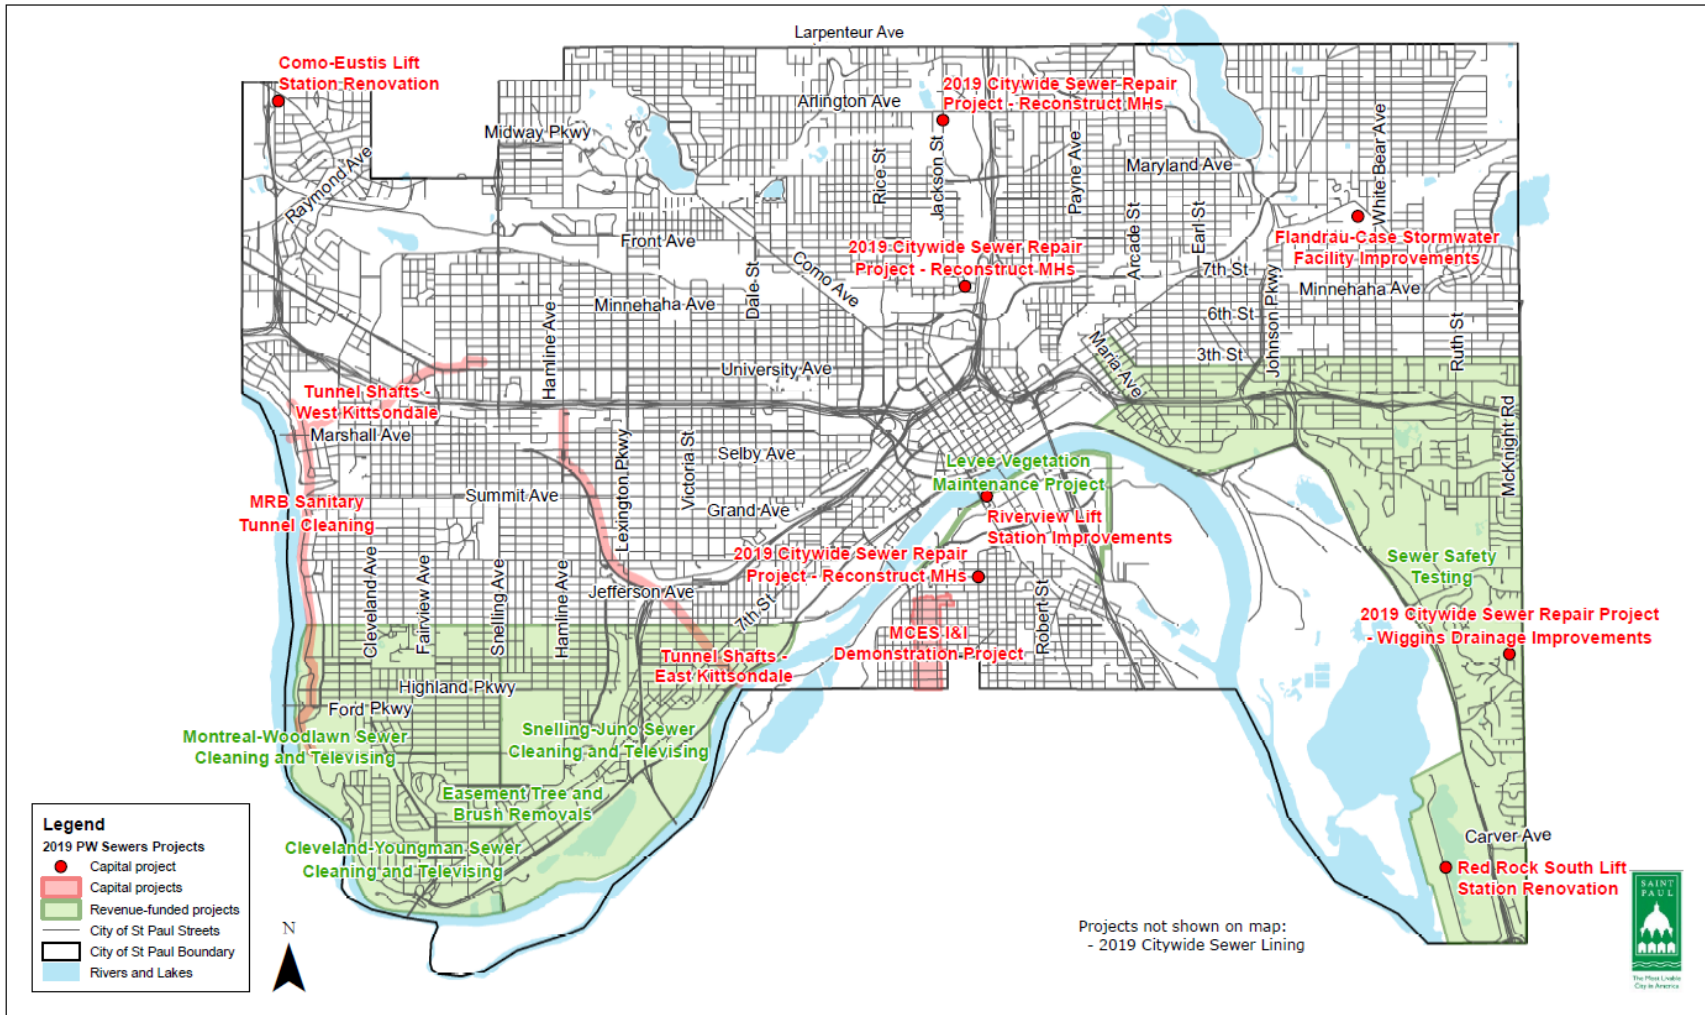 Larpenteur Ave
Como-Eustis Lift
Station Renovation
2019 Citywide Sewer Repair
Project - Reconstruct MHs
Arlington Ave
Midway Pkwy
White Bear Ave
Raymond Ave
Rice St
Jackson St
Payne Ave
Maryland Ave
Arcade St
Earl St
Front Ave
2019 Citywide Sewer Repair
Project - Reconstruct MHs
Flandrau-Case Stormwater
Facility Improvements
Dale St
Como Ave
7th St
Johnson Pkwy
Minnehaha Ave
Minnehaha Ave
Hamline Ave
6th St
Ruth St
Maria Ave
3th St
University Ave
Tunnel Shafts -
West Kittsondale
Marshall Ave
Lexington Pkwy
Victoria St
Selby Ave
McKnight Rd
Levee Vegetation
Maintenance Project
MRB Sanitary
Tunnel Cleaning
Summit Ave
Grand Ave
Riverview Lift
Station Improvements
2019 Citywide Sewer Repair
Project - Reconstruct MHs
Sewer Safety
Testing
Cleveland Ave
Fairview Ave
Snelling Ave
Hamline Ave
Jefferson Ave
7th St
Robert St
2019 Citywide Sewer Repair Project
- Wiggins Drainage Improvements
MCES I&I
Demonstration Project
Tunnel Shafts -
East Kittsondale
Highland Pkwy
Ford Pkwy
Montreal-Woodlawn Sewer
Cleaning and Televising
Snelling-Juno Sewer
Cleaning and Televising
Easement Tree and
Brush Removals
Cleveland-Youngman Sewer
Cleaning and Televising
Carver Ave
Red Rock South Lift
Station Renovation
Legend
2019 PW Sewers Projects
Capital project
Capital projects
Revenue-funded projects
City of St Paul Streets
City of St Paul Boundary
Rivers and Lakes
N
Projects not shown on map:
- 2019 Citywide Sewer Lining
SAINT
PAUL
The Most Livable
City in America